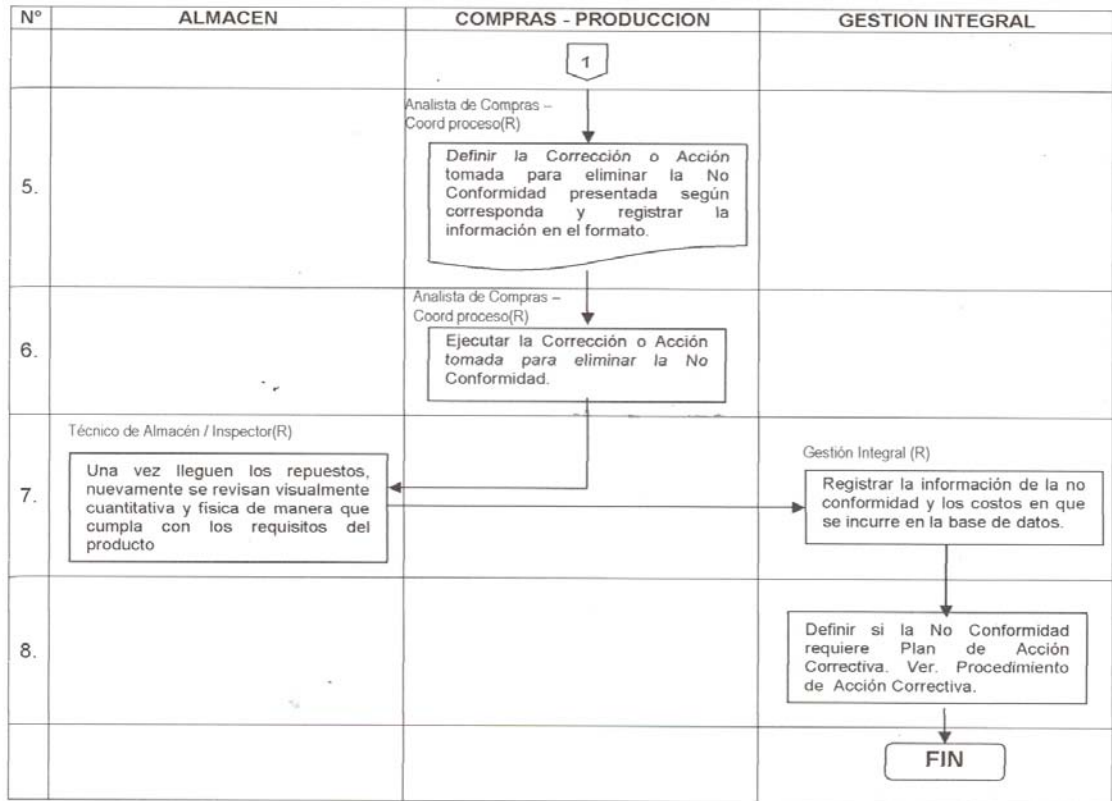 N° ALMACEN COMPRAS - PRODUCCION GESTION INTEGRAL
1
Analista de Compras –
Coord proceso(R)
5.
Definir la Corrección o Acción
tomada para eliminar la No
Conformidad presentada según
corresponda y registrar la
información en el formato.
Analista de Compras –
Coord proceso(R)
6.
Ejecutar la Corrección o Acción
tomada para eliminar la No
Conformidad.
7.
Técnico de Almacén / Inspector(R)
Una vez lleguen los repuestos,
nuevamente se revisan visualmente
cuantitativa y física de manera que
cumpla con los requisitos del
producto
Gestión Integral (R)
Registrar la información de la no
conformidad y los costos en que
se incurre en la base de datos.
8.
Definir si la No Conformidad
requiere Plan de Acción
Correctiva. Ver. Procedimiento
de Acción Correctiva.
FIN